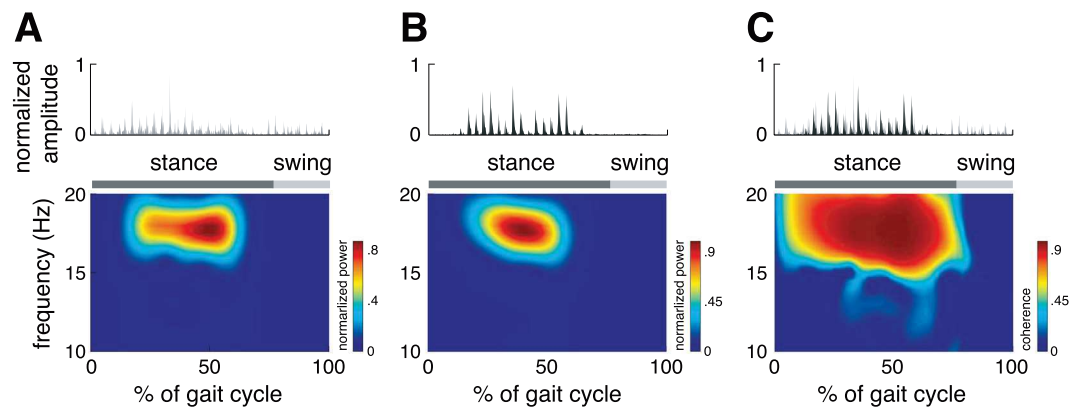 A
B
C
normalized amplitude
1
0
stance
swing
1
0
stance
swing
1
0
stance
swing
frequency (Hz)
20
15
10
0
50
100
% of gait cycle
normarlized power
.8
.4
0
20
15
10
0
50
100
% of gait cycle
normarlized power
.9
.45
0
20
15
10
0
50
100
% of gait cycle
coherence
.9
.45
0